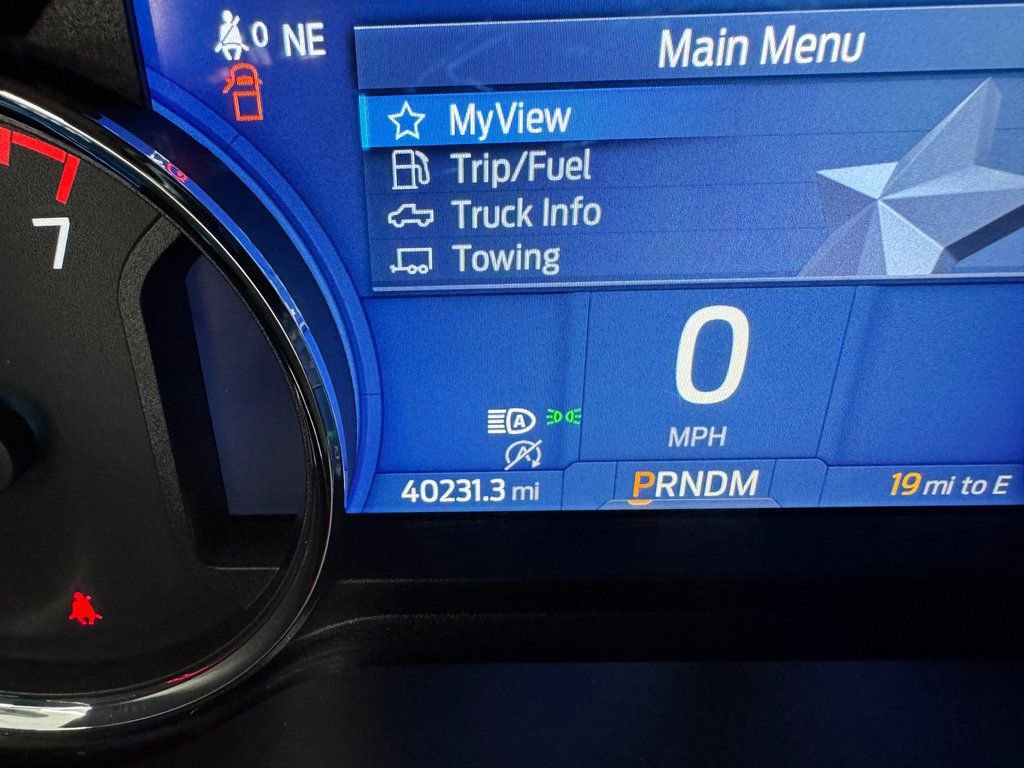 0 NE
Main Menu
MyView
Trip/Fuel
Truck Info
Towing
7
0
MPH
A
A
40231.3 mi
PRNDM
19 mi to E